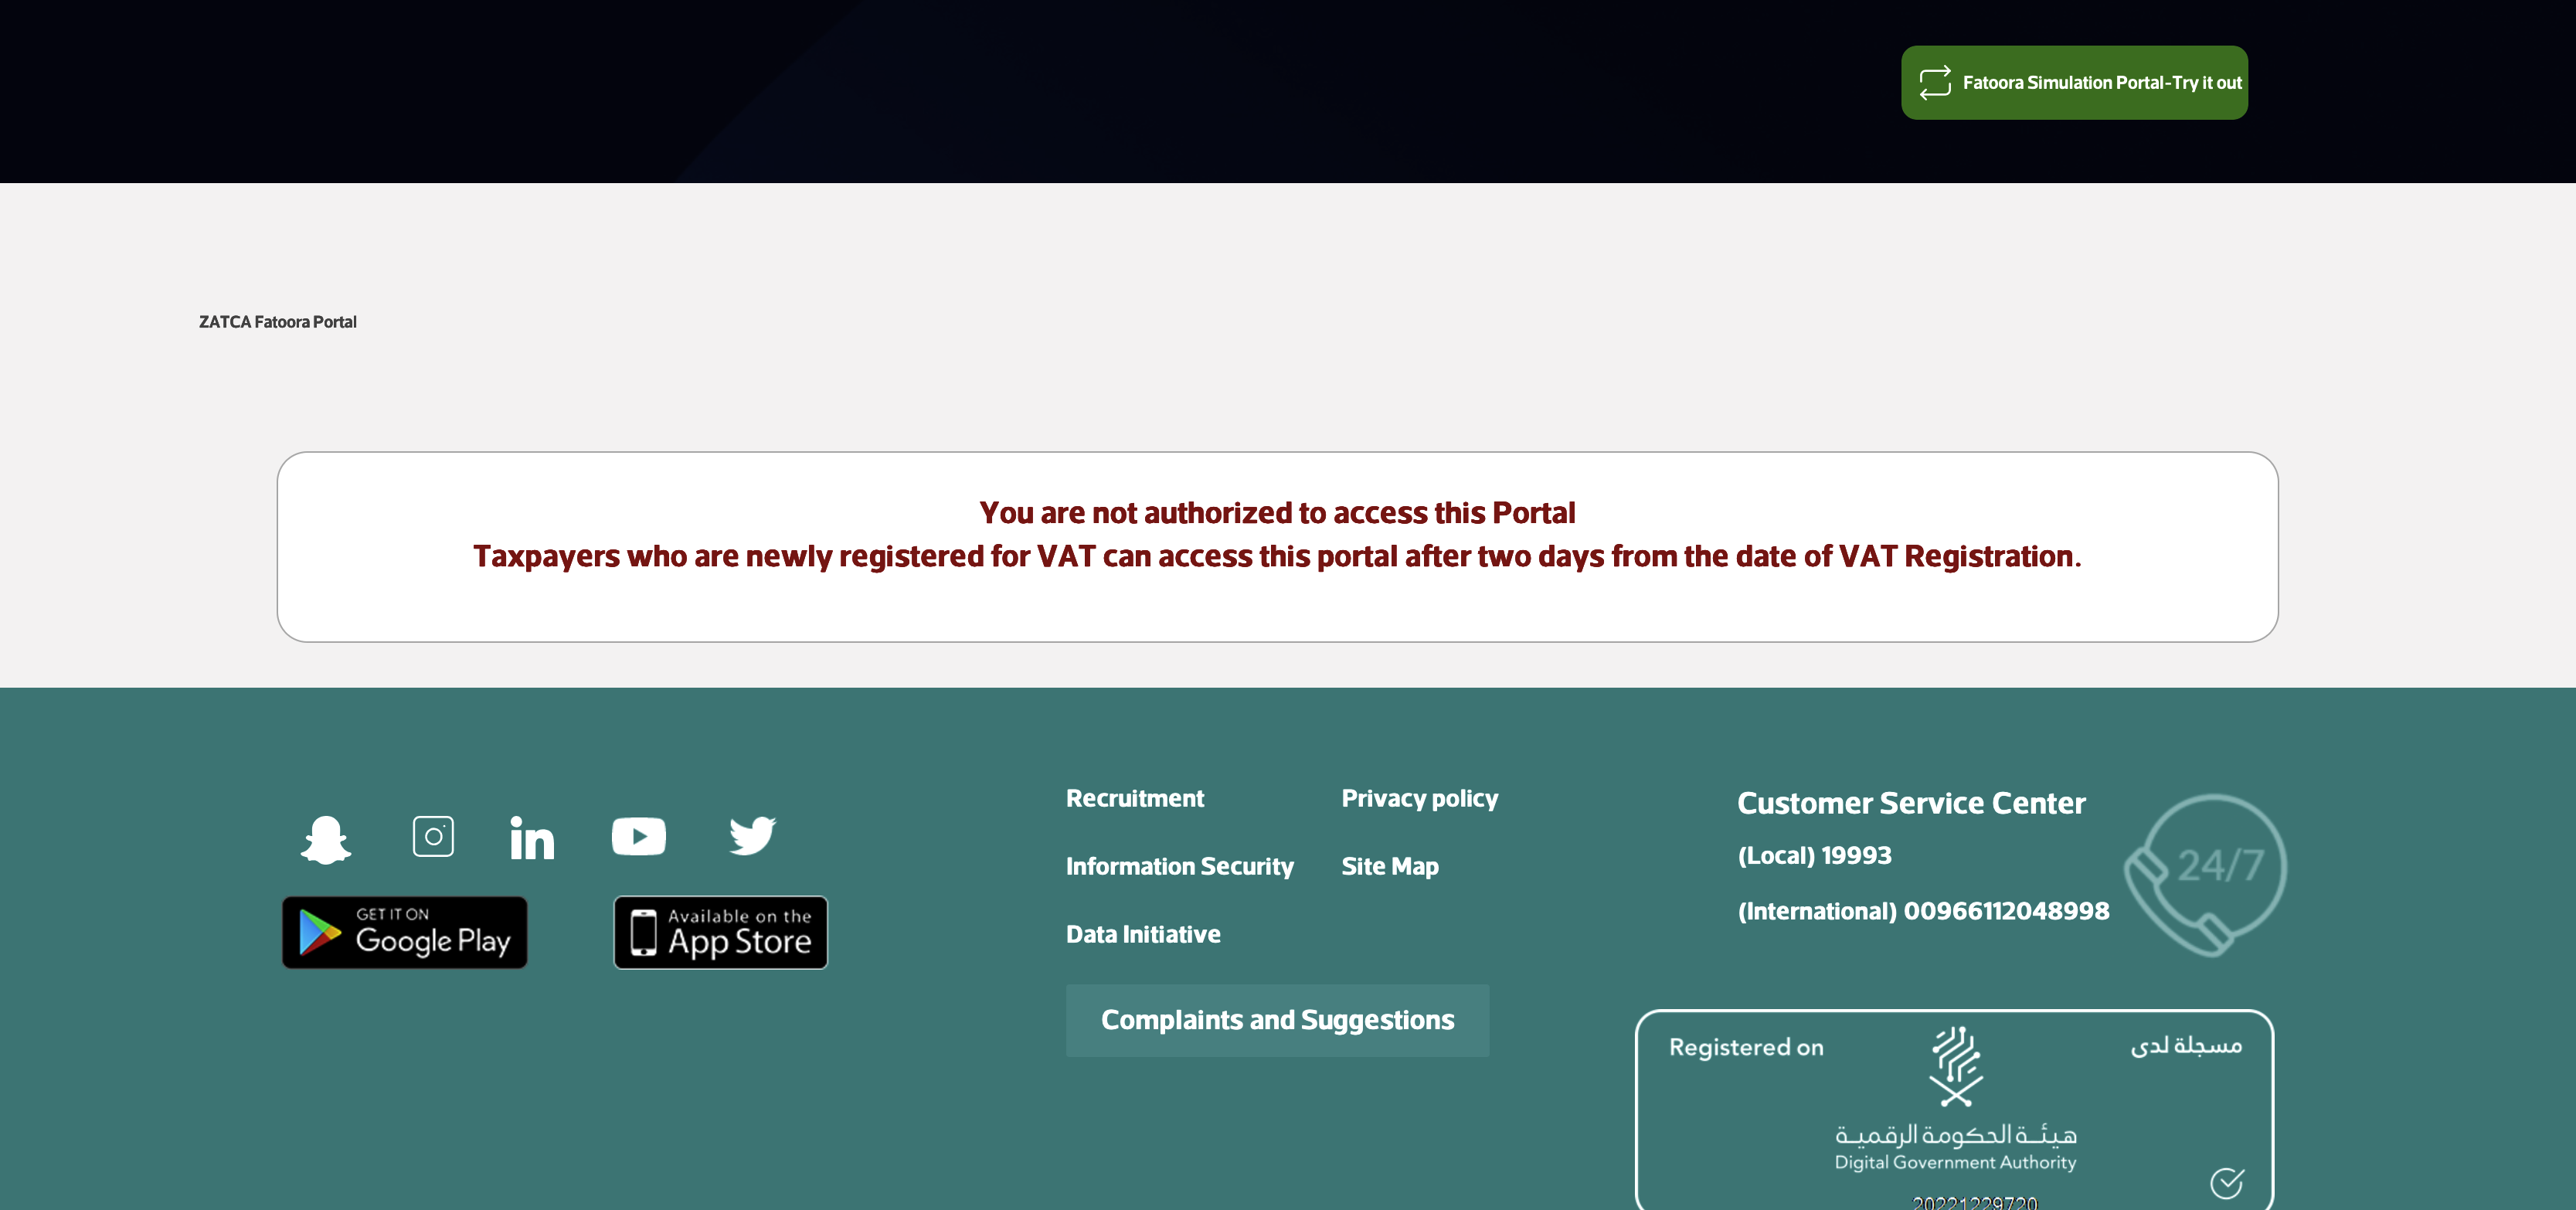 Fatoora Simulation Portal-Try it out
ZATCA Fatoora Portal
You are not authorized to access this Portal
Taxpayers who are newly registered for VAT can access this portal after two days from the date of VAT Registration.
GET IT ON
Google Play
Available on the
App Store
Recruitment
Privacy policy
Information Security
Site Map
Data Initiative
Complaints and Suggestions
Customer Service Center
(Local) 19993
(International) 00966112048998
24/7
Registered on
مسجلة لدى
هيئة الحكومة الرقمية
Digital Government Authority
20221229720